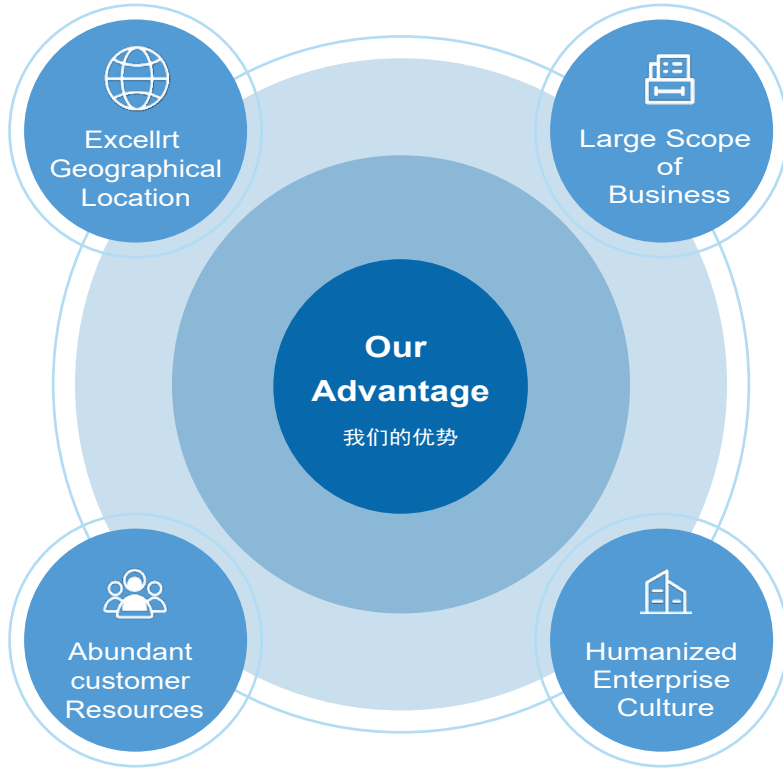 Excellrt
Geographical
Location
Large Scope
of
Business
Our
Advantage
我们的优势
Abundant
customer
Resources
Humanized
Enterprise
Culture